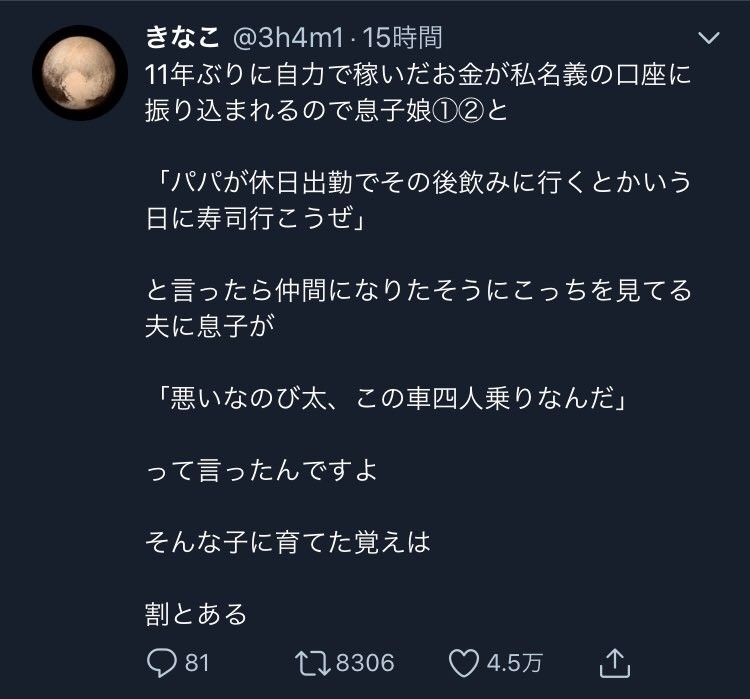 きなこ @3h4m1・15時間
11年ぶりに自力で稼いだお金が私名義の口座に
振り込まれるので息子娘①②と
「パパが休日出勤でその後飲みに行くとかいう
日に寿司行こうぜ」
と言ったら仲間になりたそうにこっちを見てる
夫に息子が
「悪いなのび太、この車四人乗りなんだ」
って言ったんですよ
そんな子に育てた覚えは
割とある
81 8306 4.5万